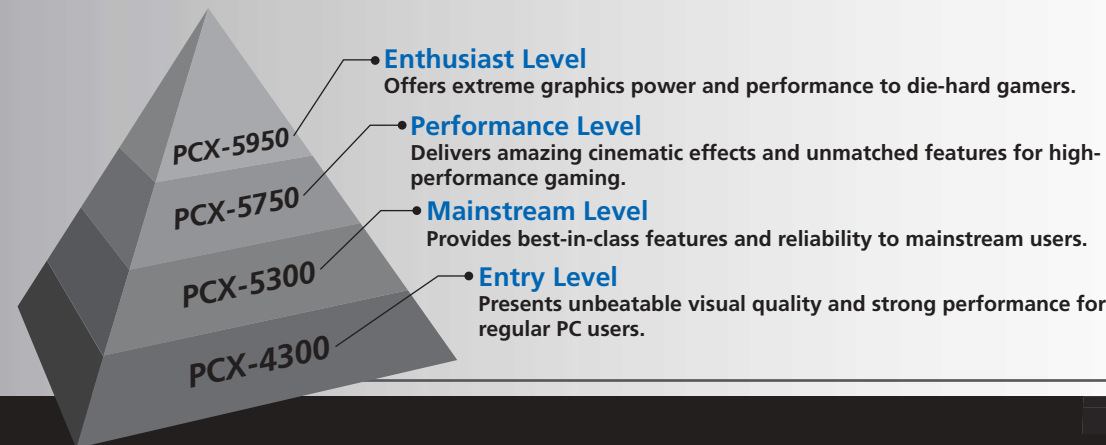 PCX-5950
Enthusiast Level
Offers extreme graphics power and performance to die-hard gamers.
PCX-5750
Performance Level
Delivers amazing cinematic effects and unmatched features for high-
performance gaming.
PCX-5300
Mainstream Level
Provides best-in-class features and reliability to mainstream users.
PCX-4300
Entry Level
Presents unbeatable visual quality and strong performance for
regular PC users.